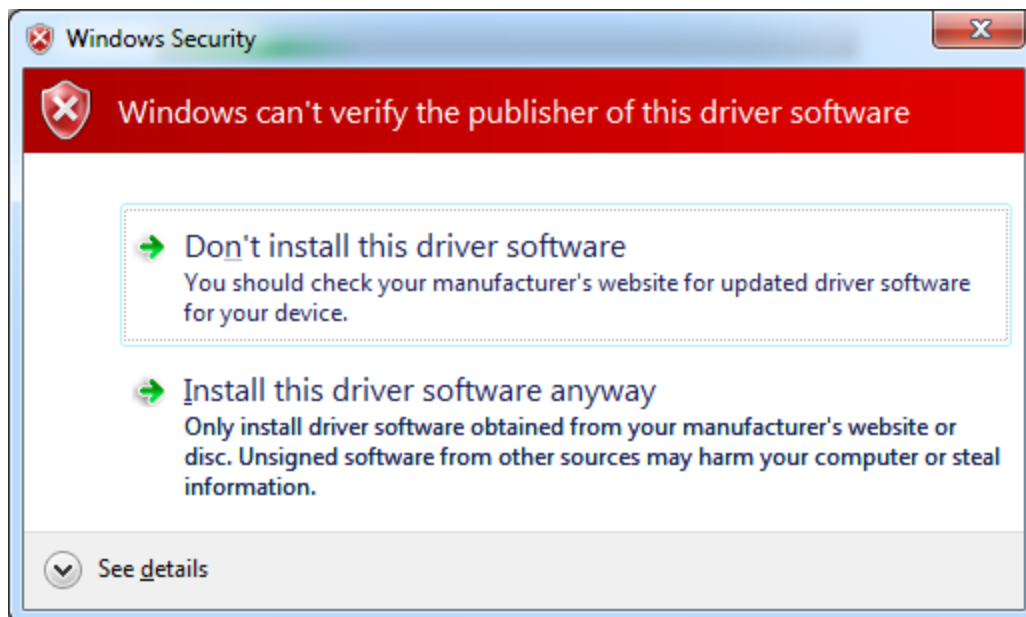 Windows Security
Windows can't verify the publisher of this driver software
Don't install this driver software
You should check your manufacturer's website for updated driver software
for your device.
Install this driver software anyway
Only install driver software obtained from your manufacturer's website or
disc. Unsigned software from other sources may harm your computer or steal
information.
See details